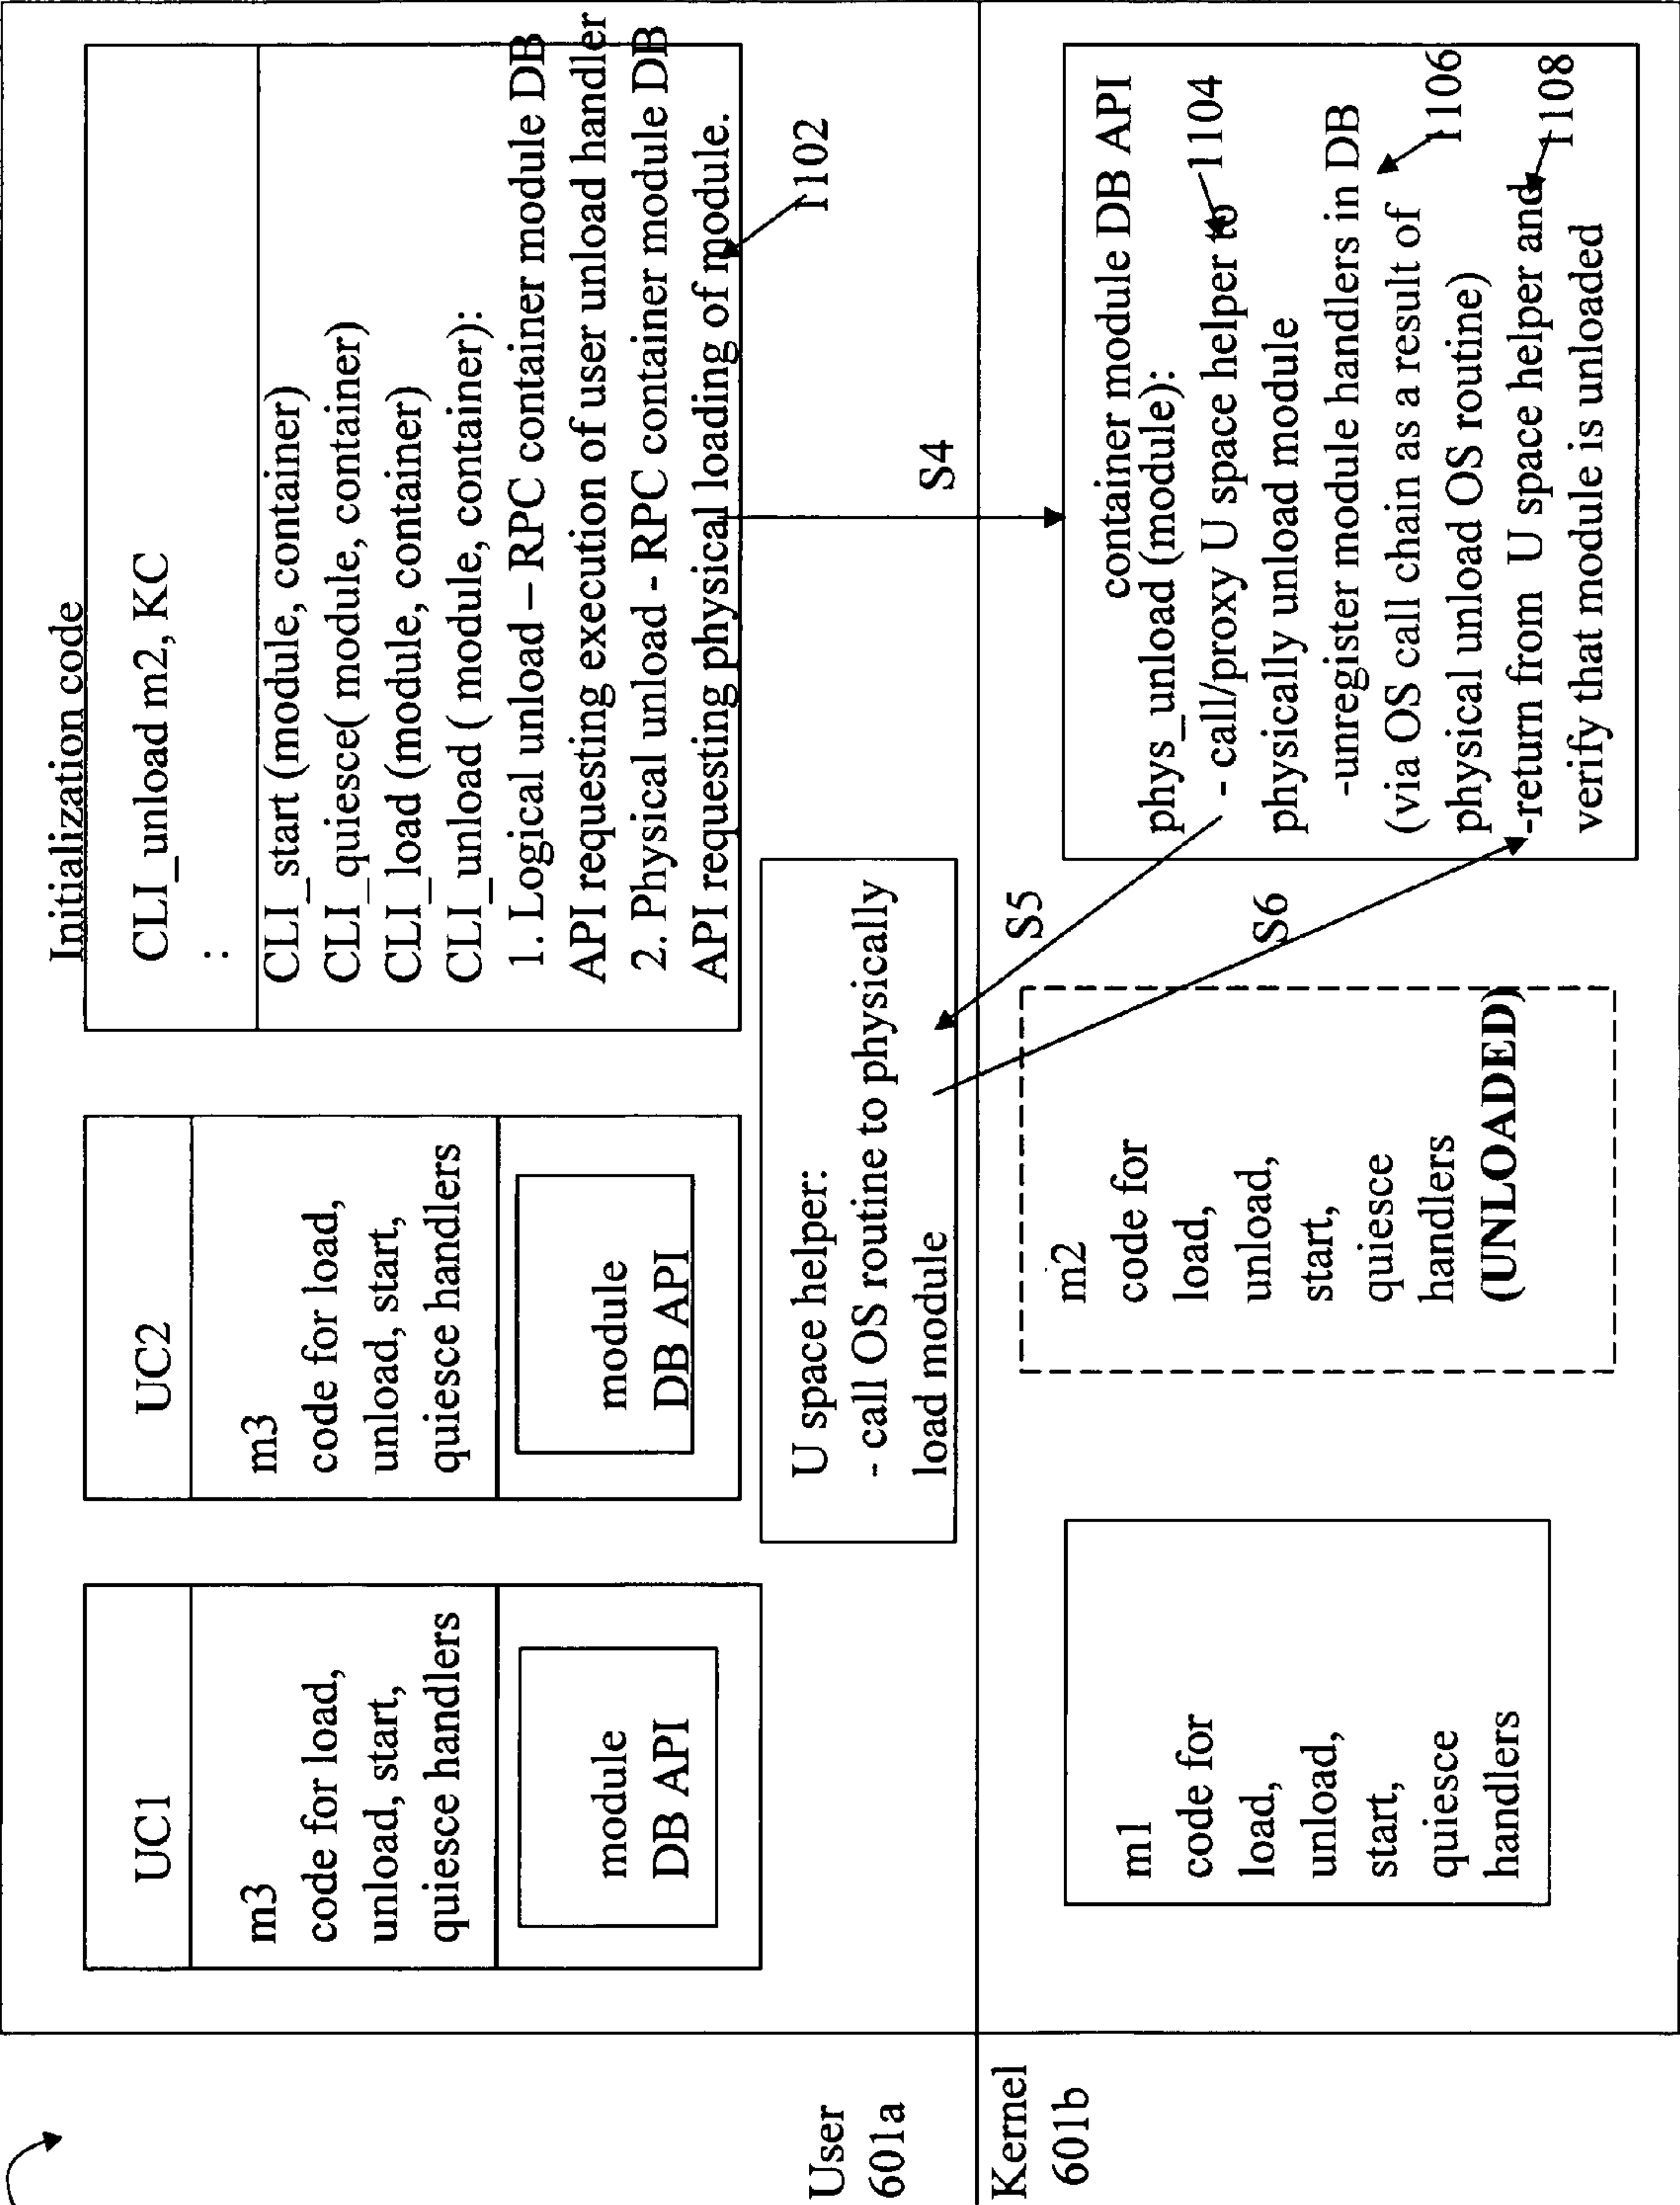 Initialization code
UC1
m3
code for load,
unload, start,
quiesce handlers
module
DB API
UC2
m3
code for load,
unload, start,
quiesce handlers
module
DB API
CLI_unload m2, KC
:
CLI_start (module, container)
CLI_quiesce( module, container)
CLI_load (module, container)
CLI_unload ( module, container):
1. Logical unload – RPC container module DB
API requesting execution of user unload handler
2. Physical unload - RPC container module DB
API requesting physical loading of module.
1102
U space helper:
- call OS routine to physically
load module
S4
S5
S6
User
601a
Kernel
601b
m1
code for
load,
unload,
start,
quiesce
handlers
m2
code for
load,
unload,
start,
quiesce
handlers
(UNLOADED)
container module DB API
phys_unload (module):
- call/proxy U space helper to
physically unload module
-unregister module handlers in DB
(via OS call chain as a result of
physical unload OS routine)
-return from U space helper and
verify that module is unloaded
1104
1106
1108